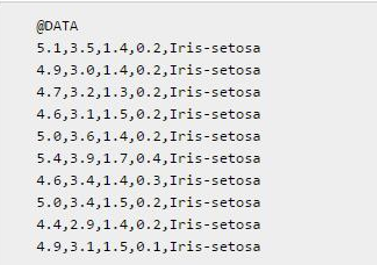 @DATA
5.1,3.5,1.4,0.2,Iris-setosa
4.9,3.0,1.4,0.2,Iris-setosa
4.7,3.2,1.3,0.2,Iris-setosa
4.6,3.1,1.5,0.2,Iris-setosa
5.0,3.6,1.4,0.2,Iris-setosa
5.4,3.9,1.7,0.4,Iris-setosa
4.6,3.4,1.4,0.3,Iris-setosa
5.0,3.4,1.5,0.2,Iris-setosa
4.4,2.9,1.4,0.2,Iris-setosa
4.9,3.1,1.5,0.1,Iris-setosa